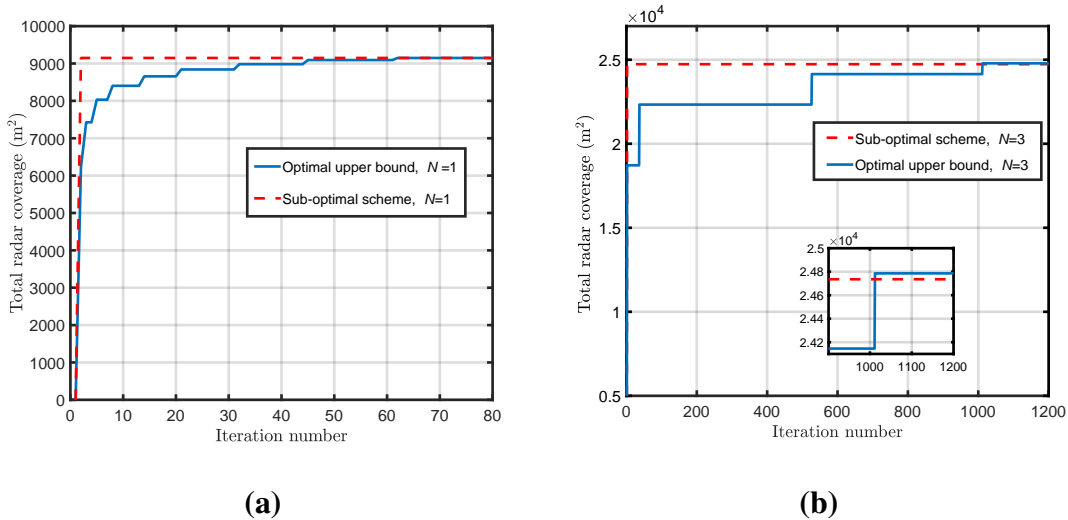 10000
9000
8000
7000
6000
5000
4000
3000
2000
1000
0
Total radar coverage (m²)
0 10 20 30 40 50 60 70 80
Iteration number
Optimal upper bound, N =1
Sub-optimal scheme, N=1
(a)
×10⁴
2.5
2
1.5
1
0.5
Total radar coverage (m²)
0 200 400 600 800 1000 1200
Iteration number
Sub-optimal scheme, N=3
Optimal upper bound, N=3
×10⁴
2.5
2.48
2.46
2.44
2.42
1000 1100 1200
(b)